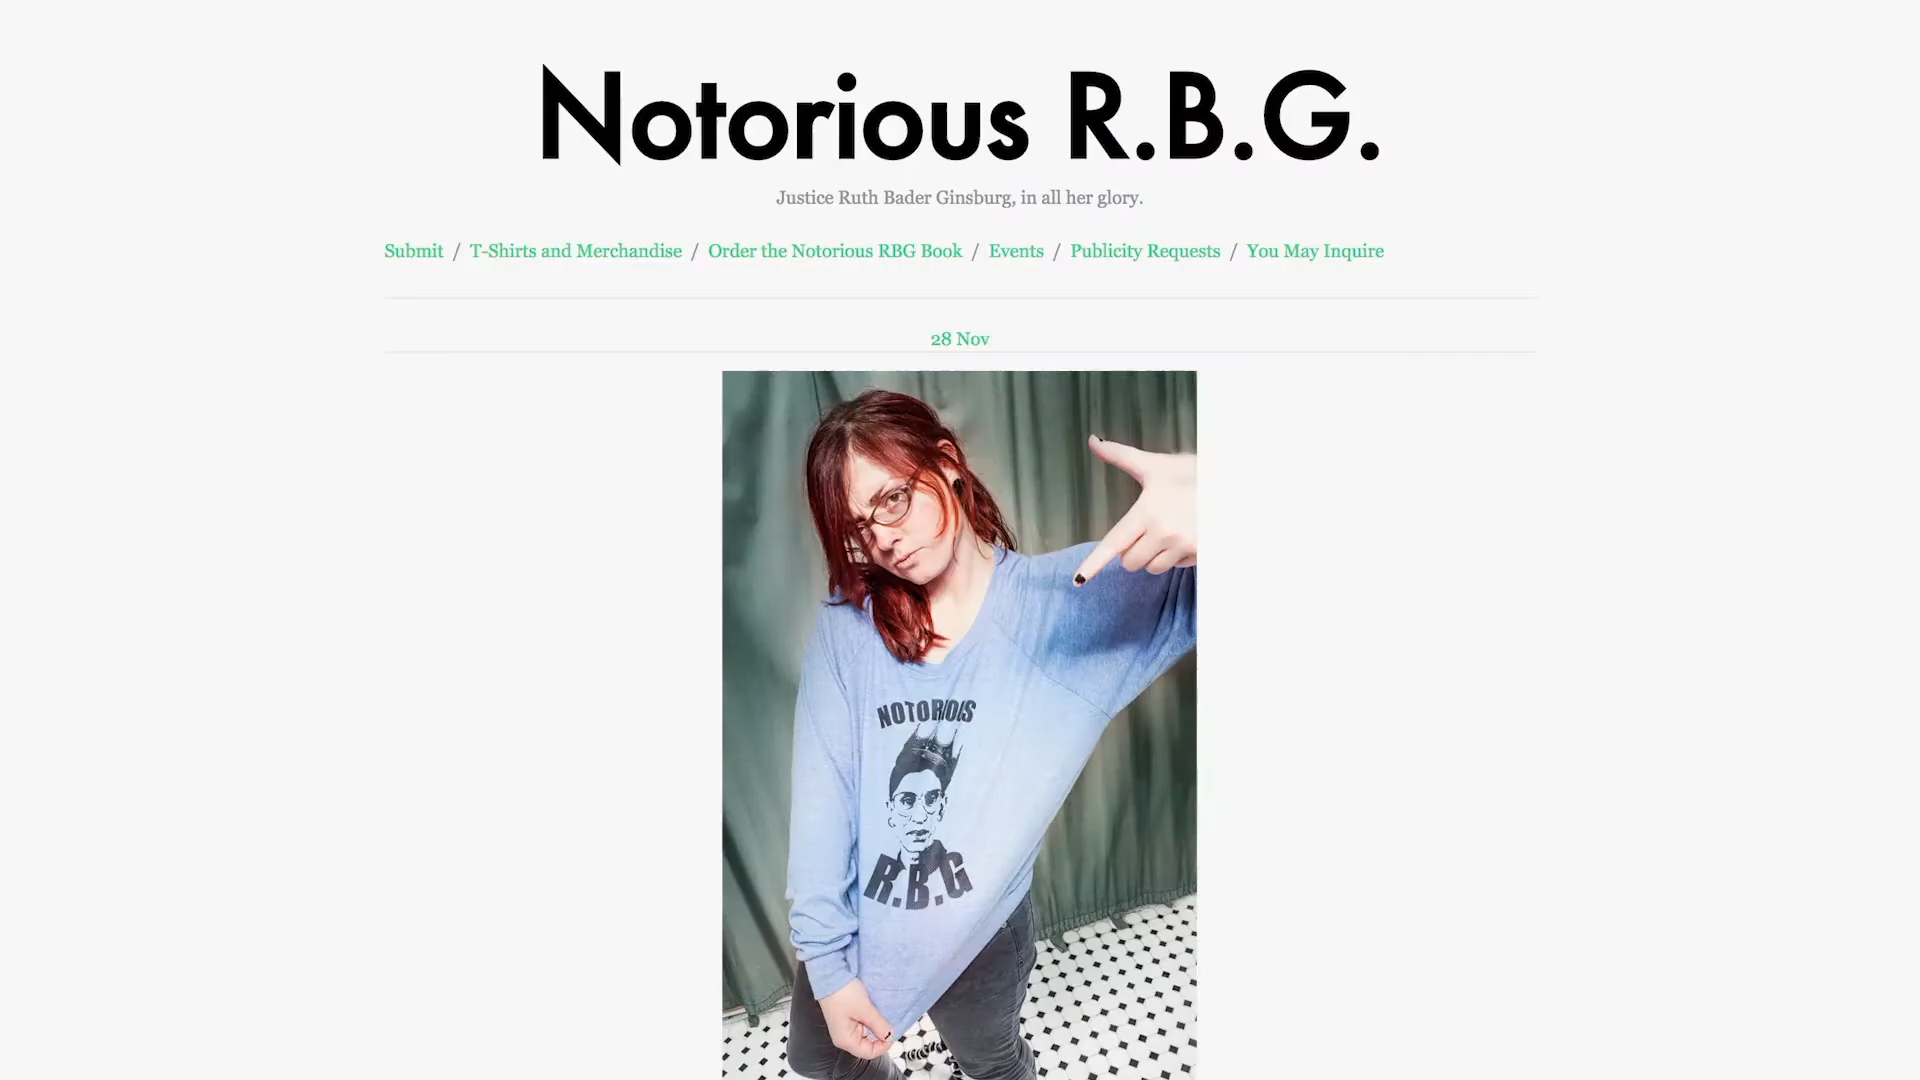 Notorious R.B.G.
Justice Ruth Bader Ginsburg, in all her glory.
Submit / T-Shirts and Merchandise / Order the Notorious RBG Book / Events / Publicity Requests / You May Inquire
28 Nov
NOTORIOUS
R.B.G